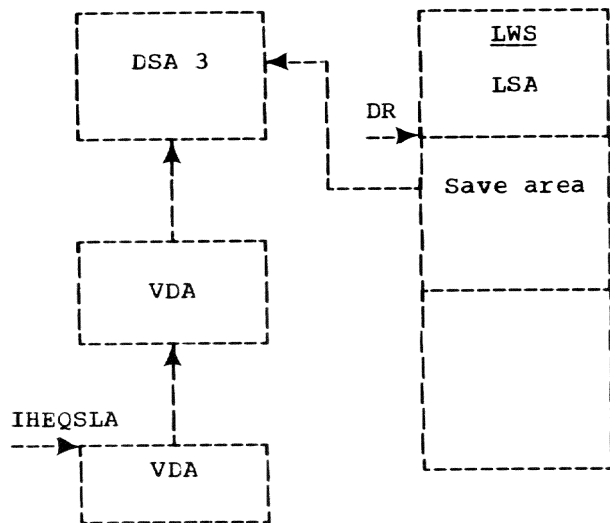 DSA 3
LWS
LSA
DR
Save area
VDA
IHEQSLA
VDA